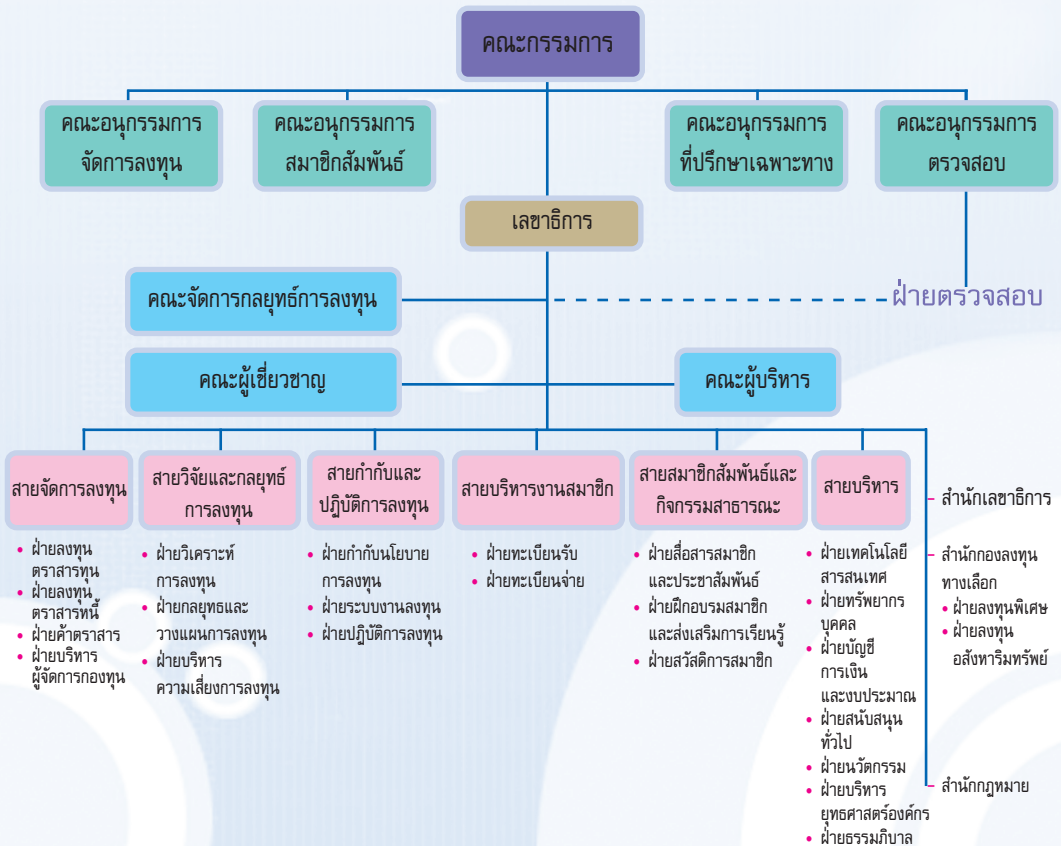 คณะกรรมการ
คณะอนุกรรมการ
จัดการลงทุน
คณะอนุกรรมการ
สมาชิกสัมพันธ์
คณะอนุกรรมการ
ที่ปรึกษาเฉพาะทาง
คณะอนุกรรมการ
ตรวจสอบ
เลขาธิการ
คณะจัดการกลยุทธ์การลงทุน
ฝ่ายตรวจสอบ
คณะผู้เชี่ยวชาญ
คณะผู้บริหาร
สายจัดการลงทุน
• ฝ่ายลงทุน
ตราสารทุน
• ฝ่ายลงทุน
ตราสารหนี้
• ฝ่ายค้าตราสาร
• ฝ่ายบริหาร
ผู้จัดการกองทุน
สายวิจัยและกลยุทธ์
การลงทุน
• ฝ่ายวิเคราะห์
การลงทุน
• ฝ่ายกลยุทธและ
วางแผนการลงทุน
• ฝ่ายบริหาร
ความเสี่ยงการลงทุน
สายกำกับและ
ปฏิบัติการลงทุน
• ฝ่ายกำกับนโยบาย
การลงทุน
• ฝ่ายระบบงานลงทุน
• ฝ่ายปฏิบัติการลงทุน
สายบริหารงานสมาชิก
• ฝ่ายทะเบียนรับ
• ฝ่ายทะเบียนจ่าย
สายสมาชิกสัมพันธ์และ
กิจกรรมสาธารณะ
• ฝ่ายสื่อสารสมาชิก
และประชาสัมพันธ์
• ฝ่ายฝึกอบรมสมาชิก
และส่งเสริมการเรียนรู้
• ฝ่ายสวัสดิการสมาชิก
สายบริหาร
• ฝ่ายเทคโนโลยี
สารสนเทศ
• ฝ่ายทรัพยากร
บุคคล
• ฝ่ายบัญชี
การเงิน
และงบประมาณ
• ฝ่ายสนับสนุน
ทั่วไป
• ฝ่ายนวัตกรรม
• ฝ่ายบริหาร
ยุทธศาสตร์องค์กร
• ฝ่ายธรรมภิบาล
- สำนักเลขาธิการ
- สำนักกองลงทุน
ทางเลือก
• ฝ่ายลงทุนพิเศษ
• ฝ่ายลงทุน
อสังหาริมทรัพย์
- สำนักกฎหมาย